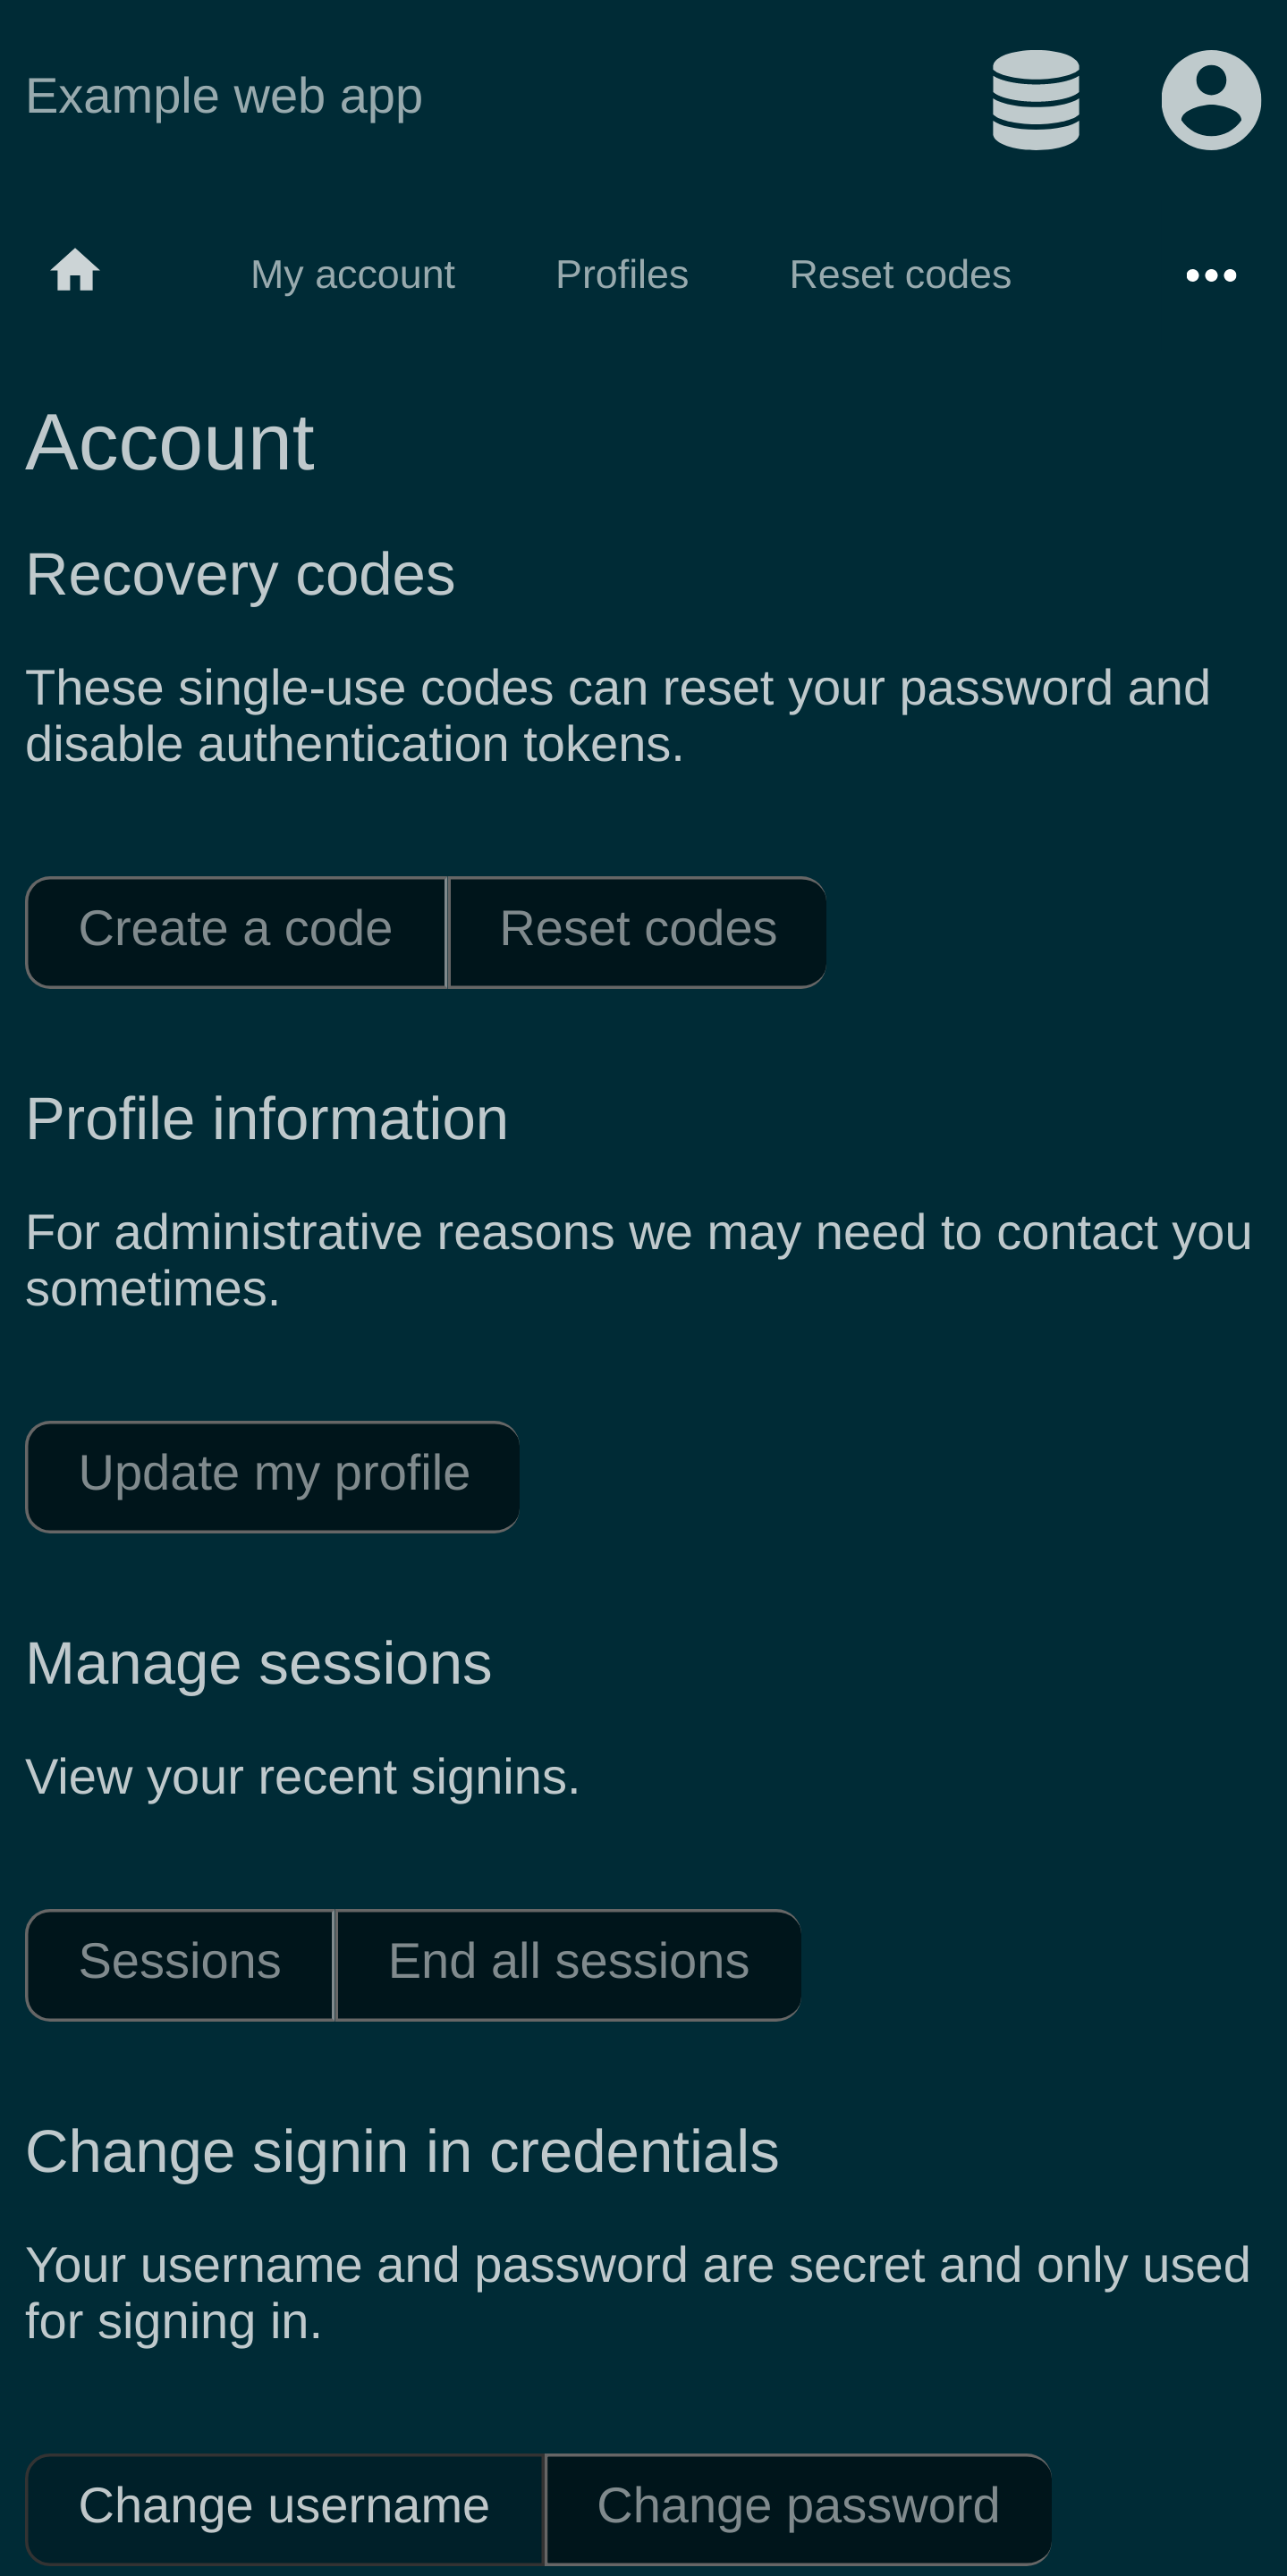 Example web app
My account Profiles Reset codes
Account
Recovery codes
These single-use codes can reset your password and
disable authentication tokens.
Create a code Reset codes
Profile information
For administrative reasons we may need to contact you
sometimes.
Update my profile
Manage sessions
View your recent signins.
Sessions End all sessions
Change signin in credentials
Your username and password are secret and only used
for signing in.
Change username Change password